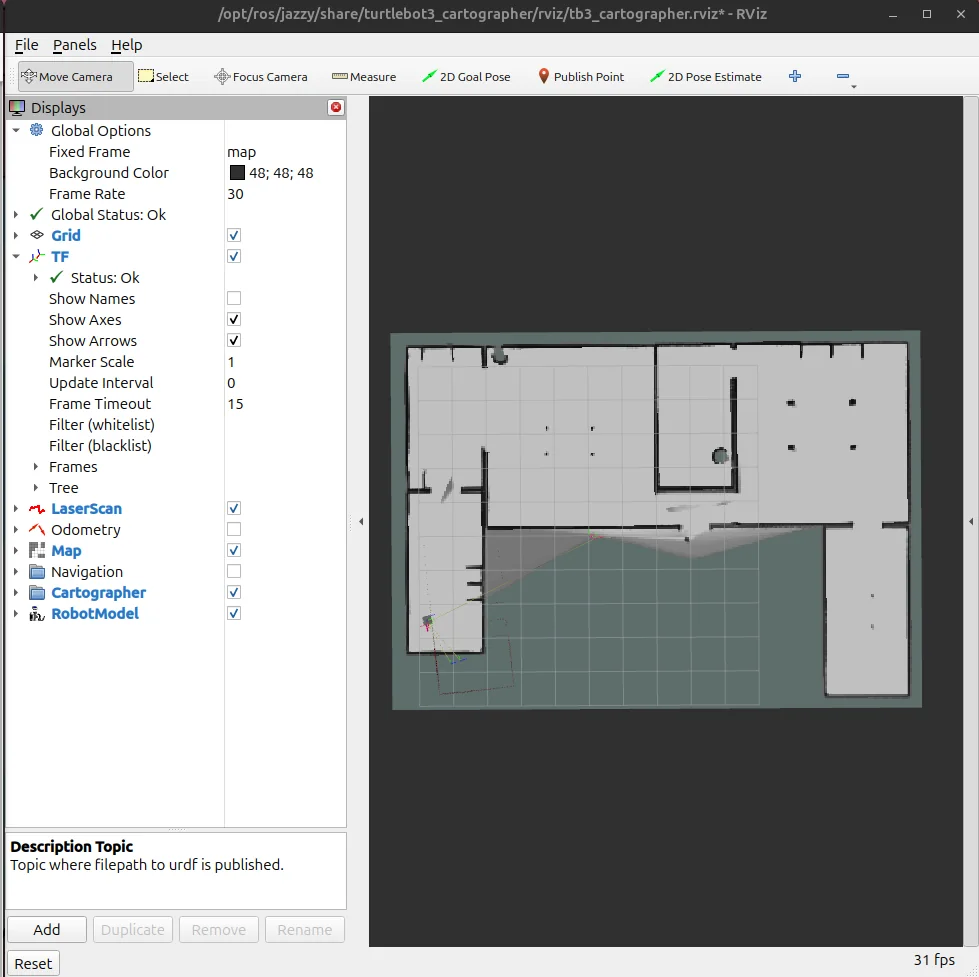 /opt/ros/jazzy/share/turtlebot3_cartographer/rviz/tb3_cartographer.rviz* - RViz
File Panels Help
Move Camera Select Focus Camera Measure 2D Goal Pose Publish Point 2D Pose Estimate
Displays
Global Options
Fixed Frame map
Background Color 48; 48; 48
Frame Rate 30
Global Status: Ok
Grid
TF
Status: Ok
Show Names
Show Axes
Show Arrows
Marker Scale 1
Update Interval 0
Frame Timeout 15
Filter (whitelist)
Filter (blacklist)
Frames
Tree
LaserScan
Odometry
Map
Navigation
Cartographer
RobotModel
Description Topic
Topic where filepath to urdf is published.
Add Duplicate Remove Rename
Reset 31 fps